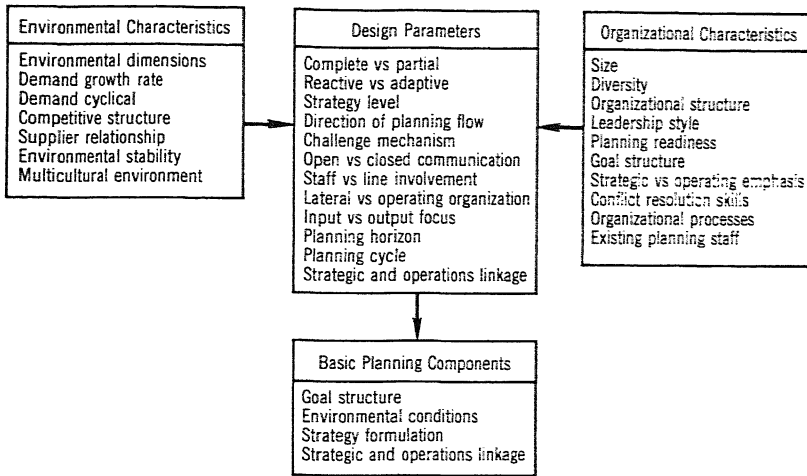 Environmental Characteristics
Environmental dimensions
Demand growth rate
Demand cyclical
Competitive structure
Supplier relationship
Environmental stability
Multicultural environment
Design Parameters
Complete vs partial
Reactive vs adaptive
Strategy level
Direction of planning flow
Challenge mechanism
Open vs closed communication
Staff vs line involvement
Lateral vs operating organization
Input vs output focus
Planning horizon
Planning cycle
Strategic and operations linkage
Organizational Characteristics
Size
Diversity
Organizational structure
Leadership style
Planning readiness
Goal structure
Strategic vs operating emphasis
Conflict resolution skills
Organizational processes
Existing planning staff
Basic Planning Components
Goal structure
Environmental conditions
Strategy formulation
Strategic and operations linkage